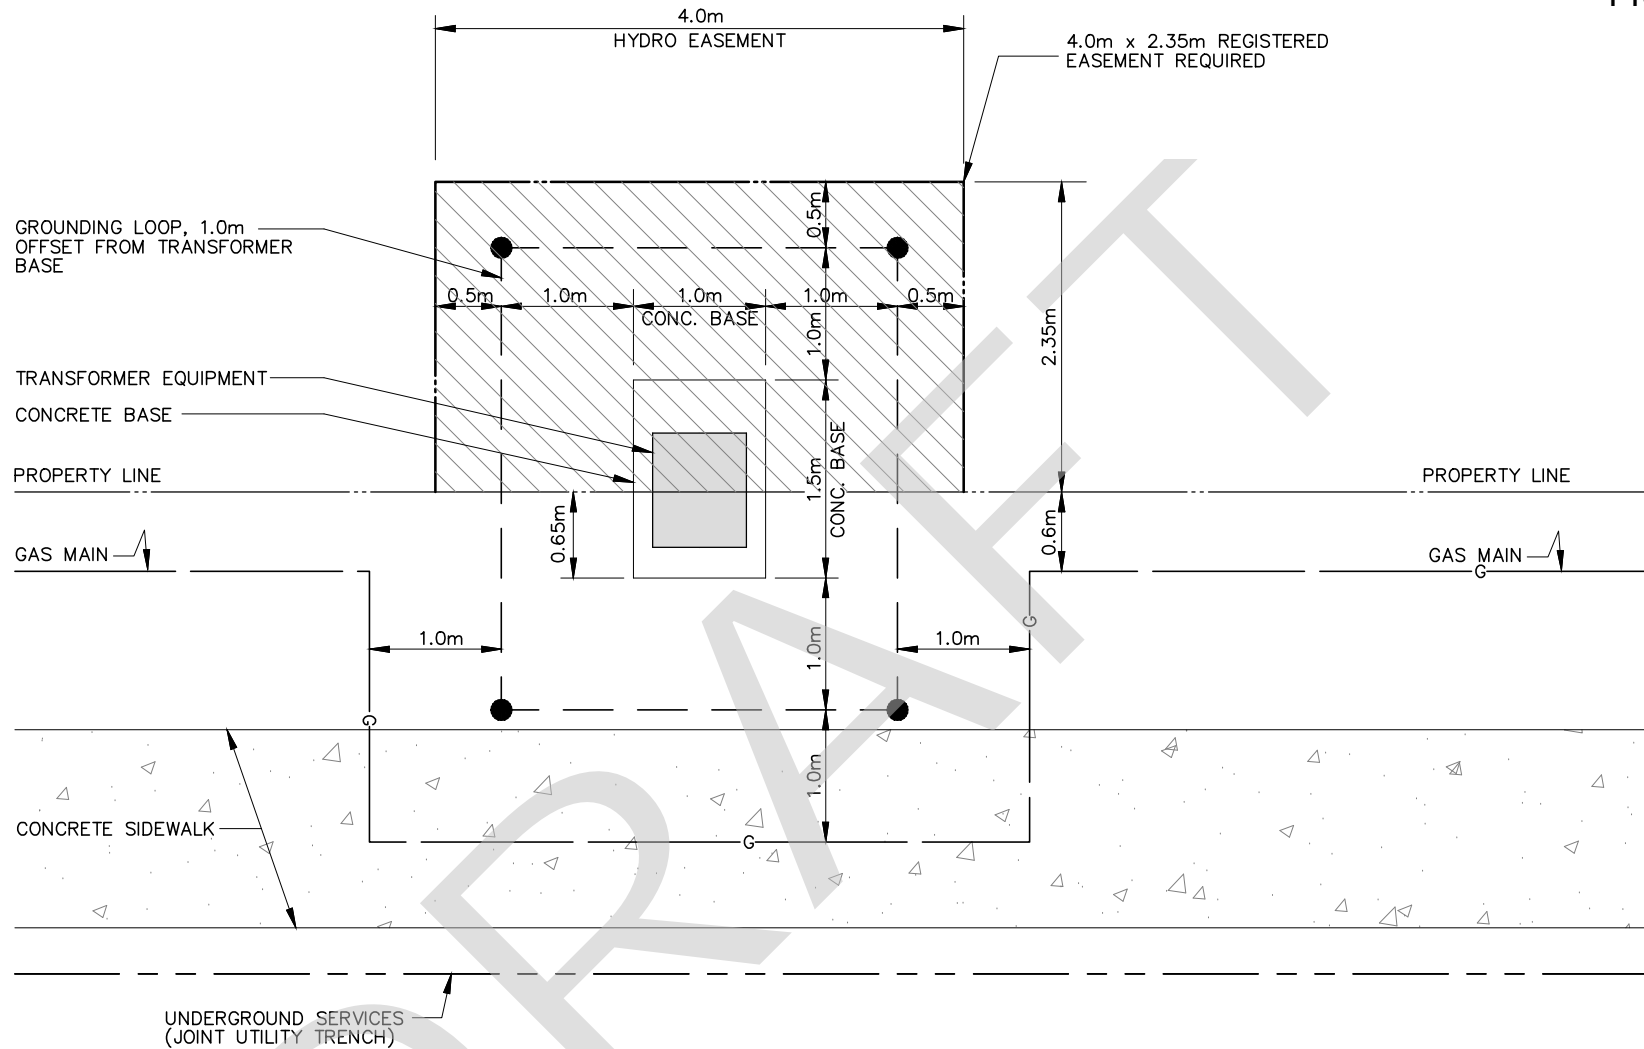 4.0m
HYDRO EASEMENT
4.0m x 2.35m REGISTERED
EASEMENT REQUIRED
GROUNDING LOOP, 1.0m
OFFSET FROM TRANSFORMER
BASE
0.5m
0.5m 1.0m 1.0m 1.0m 0.5m
CONC. BASE
1.0m
2.35m
TRANSFORMER EQUIPMENT
CONCRETE BASE
1.5m
CONC. BASE
PROPERTY LINE
PROPERTY LINE
0.65m
0.6m
GAS MAIN
GAS MAIN
G
G
1.0m
1.0m
1.0m
G
1.0m
CONCRETE SIDEWALK
G
UNDERGROUND SERVICES
(JOINT UTILITY TRENCH)
DRAFT